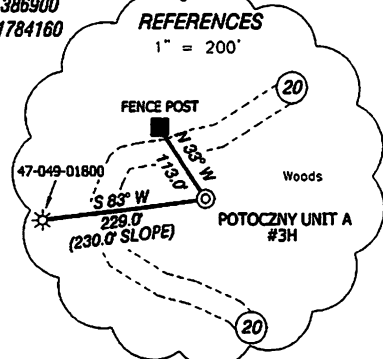 386900
1784160
REFERENCES
1" = 200'
20
FENCE POST
N 33° W
113.0'
47-049-01800
Woods
S 83° W
229.0'
(230.0' SLOPE)
POTOCZNY UNIT A
#3H
20